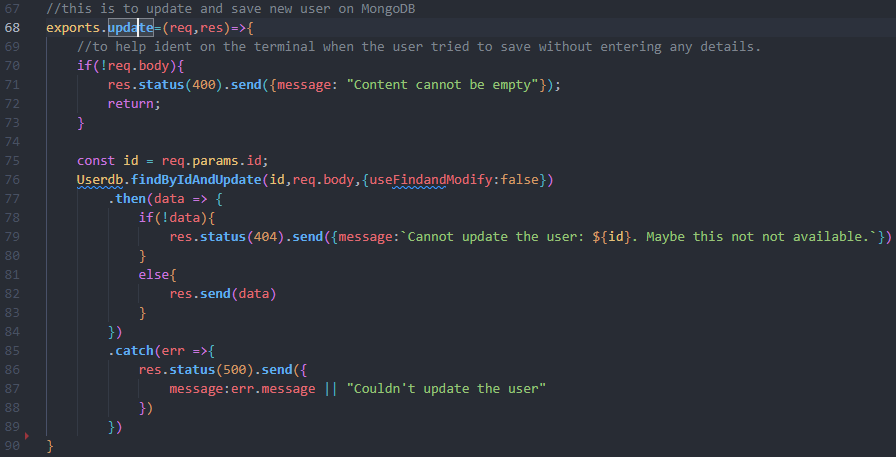 67 //this is to update and save new user on MongoDB
68 exports.update=(req,res)=>{
69 //to help ident on the terminal when the user tried to save without entering any details.
70 if(!req.body){
71 res.status(400).send({message: "Content cannot be empty"});
72 return;
73 }
74
75 const id = req.params.id;
76 Userdb.findByIdAndUpdate(id,req.body,{useFindandModify:false})
77 .then(data => {
78 if(!data){
79 res.status(404).send({message:`Cannot update the user: ${id}. Maybe this not not available.`})
80 }
81 else{
82 res.send(data)
83 }
84 })
85 .catch(err =>{
86 res.status(500).send({
87 message:err.message || "Couldn't update the user"
88 })
89 })
90 }